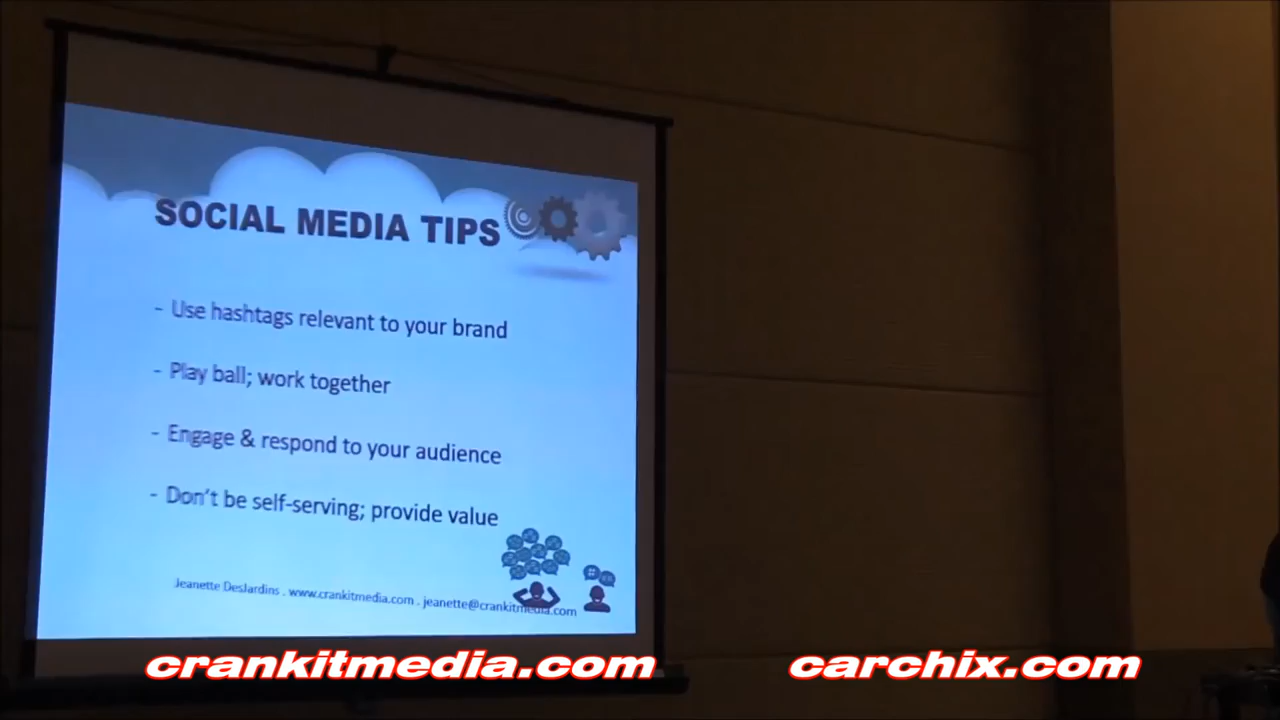 SOCIAL MEDIA TIPS
- Use hashtags relevant to your brand
- Play ball; work together
- Engage & respond to your audience
- Don't be self-serving; provide value
Jeanette DesJardins . www.crankitmedia.com . jeanette@crankitmedia.com
crankitmedia.com
carchix.com